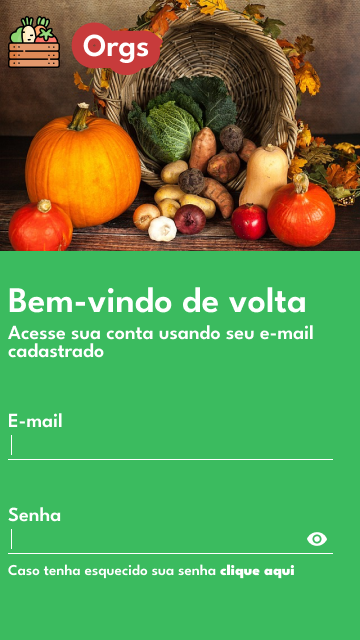 Orgs
Bem-vindo de volta
Acesse sua conta usando seu e-mail
cadastrado
E-mail
Senha
Caso tenha esquecido sua senha clique aqui